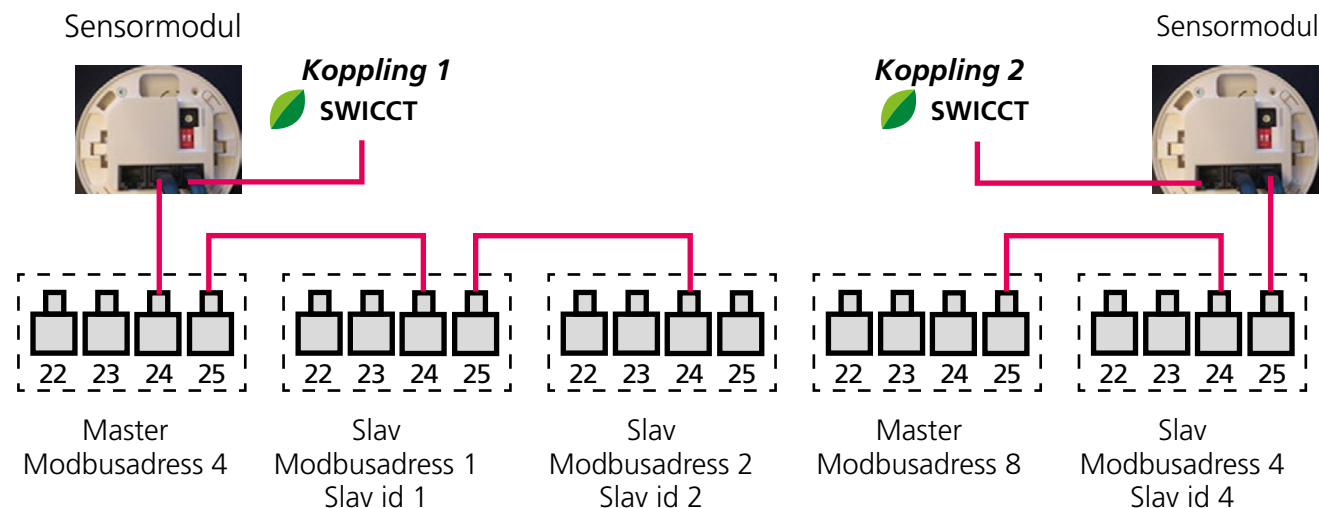 Sensormodul
Koppling 1
SWICCT
Koppling 2
SWICCT
Sensormodul
22 23 24 25
22 23 24 25
22 23 24 25
22 23 24 25
22 23 24 25
Master
Modbusadress 4
Slav
Modbusadress 1
Slav id 1
Slav
Modbusadress 2
Slav id 2
Master
Modbusadress 8
Slav
Modbusadress 4
Slav id 4